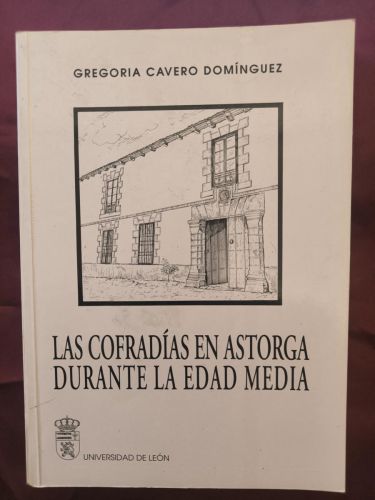 GREGORIA CAVERO DOMÍNGUEZ
LAS COFRADÍAS EN ASTORGA
DURANTE LA EDAD MEDIA
UNIVERSIDAD DE LEÓN